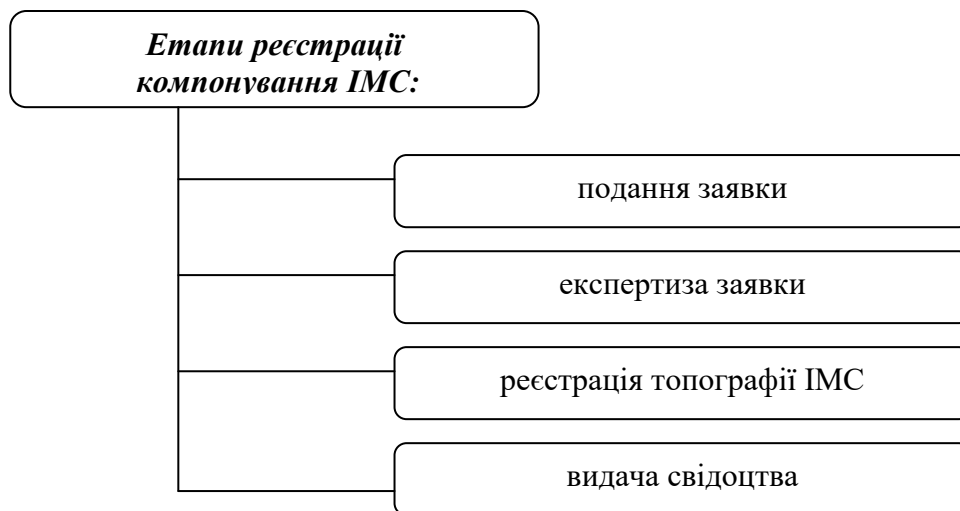 Етапи реєстрації
компонування ІМС:
подання заявки
експертиза заявки
реєстрація топографії ІМС
видача свідоцтва